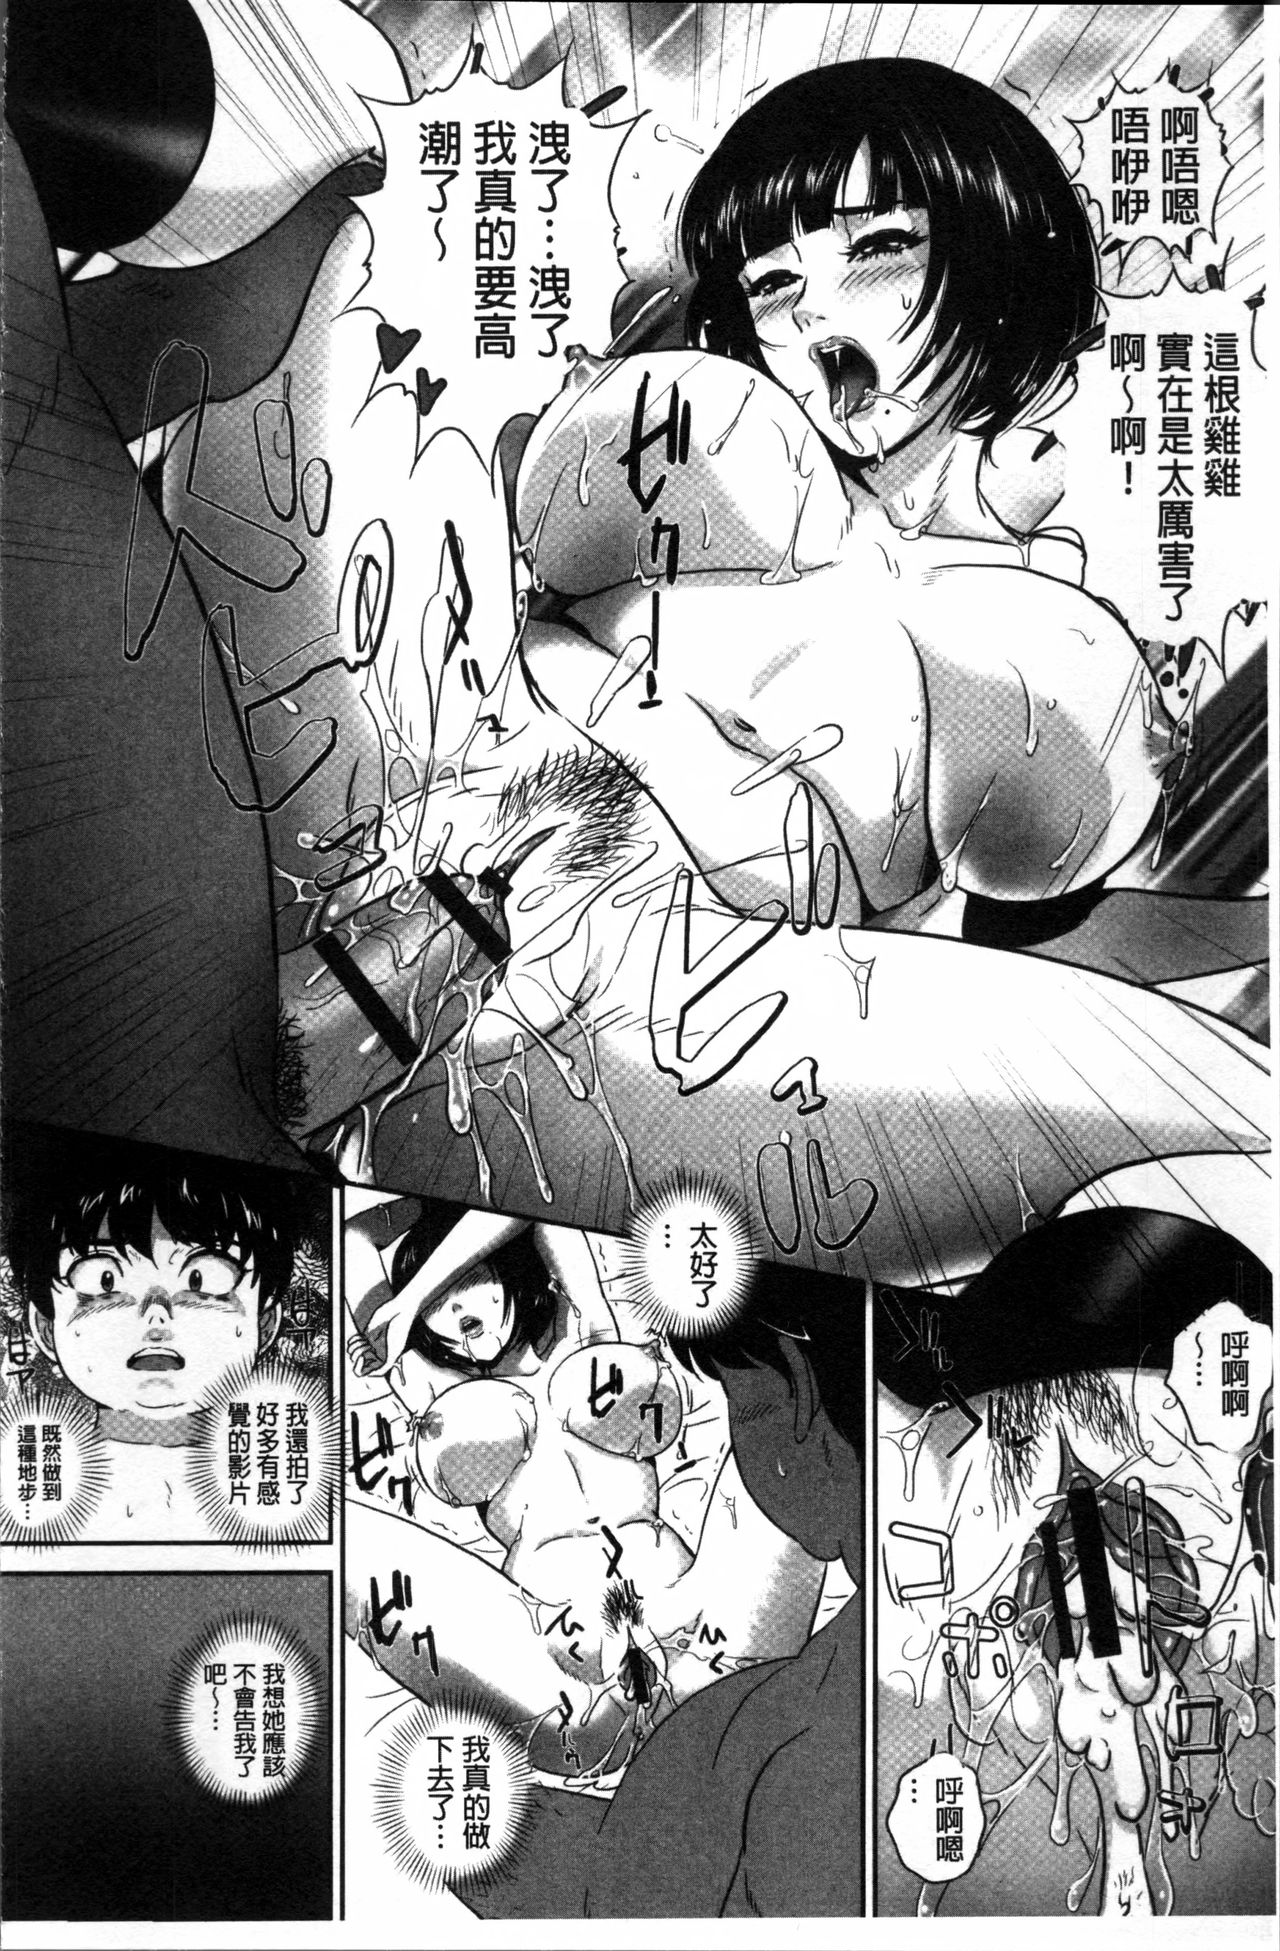 啊唔嗯
唔咿咿
這根雞雞
實在是太厲害了
啊～啊！
洩了…洩了
我真的要高
潮了～
ビク
ー！
呼啊啊
～…
呼啊嗯
…
太好了
…
ビク
ビク
ビク
我真的做
下去了…
我還拍了
好多有感
覺的影片
既然做到
這種地步…
我想她應該
不會告我了
吧～…